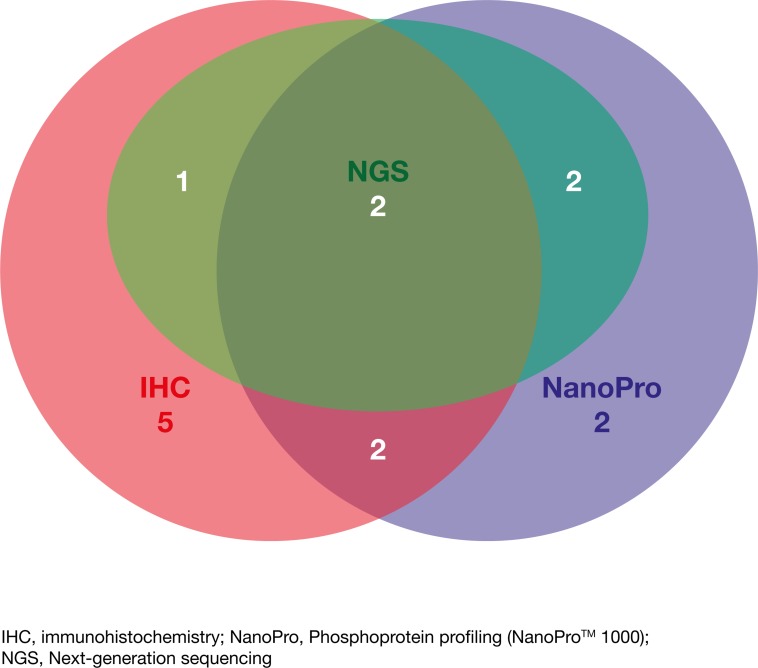 NGS
1
2
2
IHC
5
NanoPro
2
2
IHC, immunohistochemistry; NanoPro, Phosphoprotein profiling (NanoPro™ 1000);
NGS, Next-generation sequencing